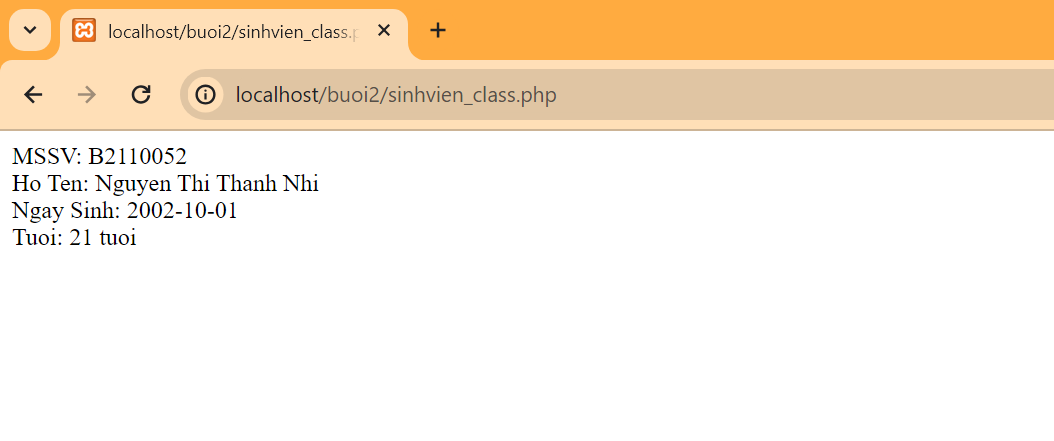 localhost/buoi2/sinhvien_class.p
localhost/buoi2/sinhvien_class.php
MSSV: B2110052
Ho Ten: Nguyen Thi Thanh Nhi
Ngay Sinh: 2002-10-01
Tuoi: 21 tuoi